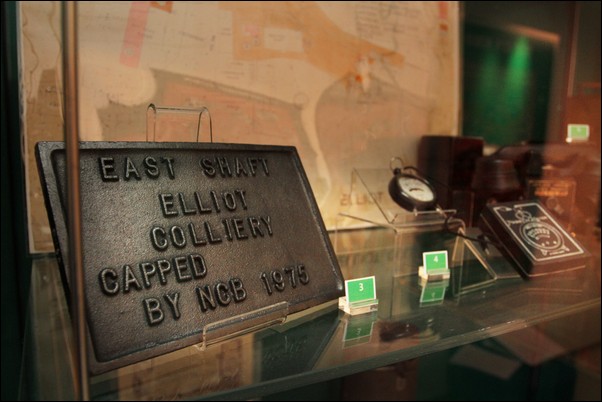 EAST SHAFT
ELLIOT
COLLIERY
CAPPED
BY NCB 1975
3
4